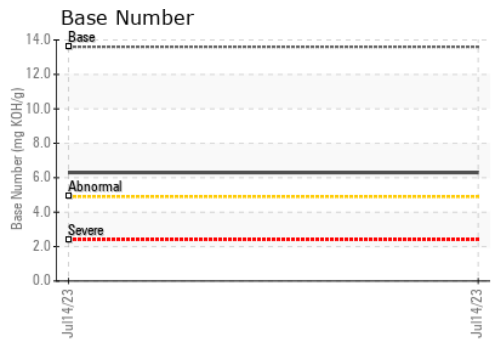 Base Number
Base Number (mg KOH/g)
14.0
12.0
10.0
8.0
6.0
4.0
2.0
0.0
Base
Abnormal
Severe
Jul14/23
Jul14/23